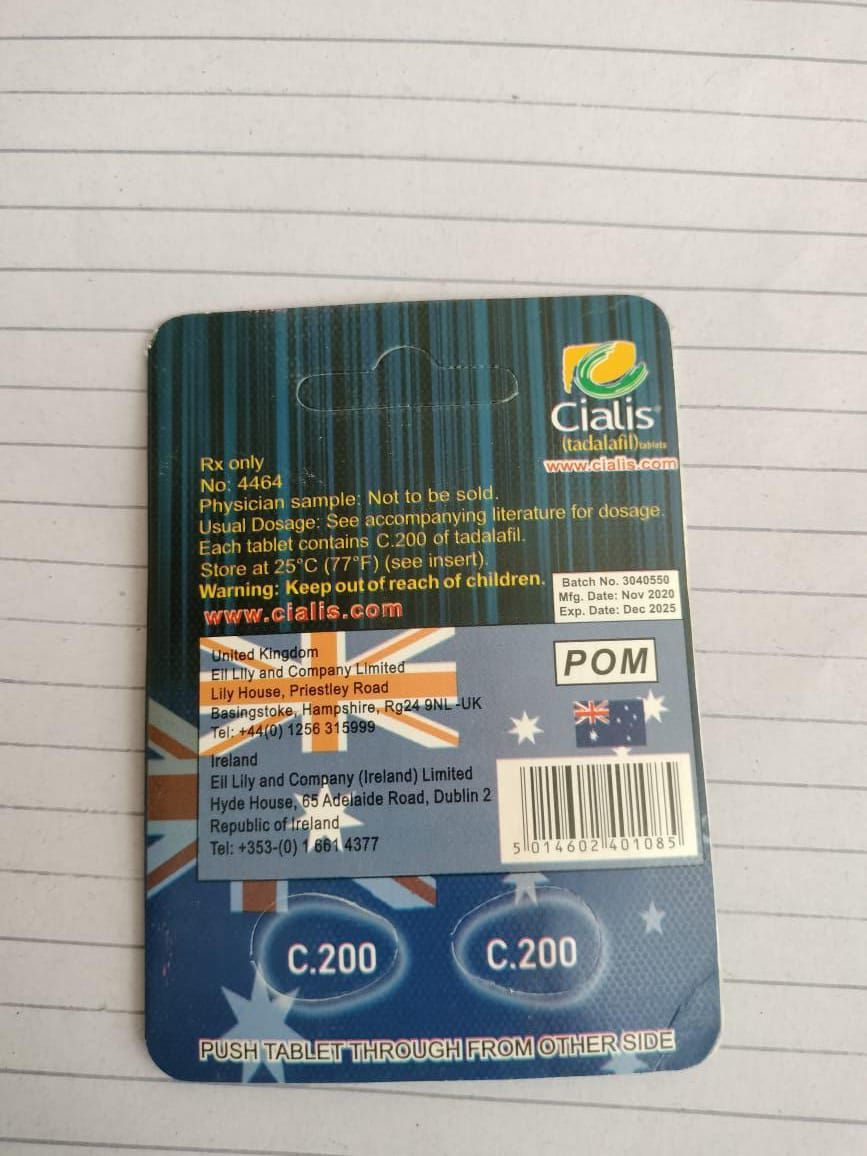 Cialis
(tadalafil)tablets
www.cialis.com
Rx only
No: 4464
Physician sample: Not to be sold.
Usual Dosage: See accompanying literature for dosage.
Each tablet contains C.200 of tadalafil.
Store at 25°C (77°F) (see insert).
Warning: Keep out of reach of children.
www.cialis.com
Batch No. 3040550
Mfg. Date: Nov 2020
Exp. Date: Dec 2025
United Kingdom
Eil Lily and Company Limited
Lily House, Priestley Road
Basingstoke, Hampshire, Rg24 9NL -UK
Tel: +44(0) 1256 315999
POM
Ireland
Eil Lily and Company (Ireland) Limited
Hyde House, 65 Adelaide Road, Dublin 2
Republic of Ireland
Tel: +353-(0) 1 661 4377
5 014602 401085
C.200
C.200
PUSH TABLET THROUGH FROM OTHER SIDE